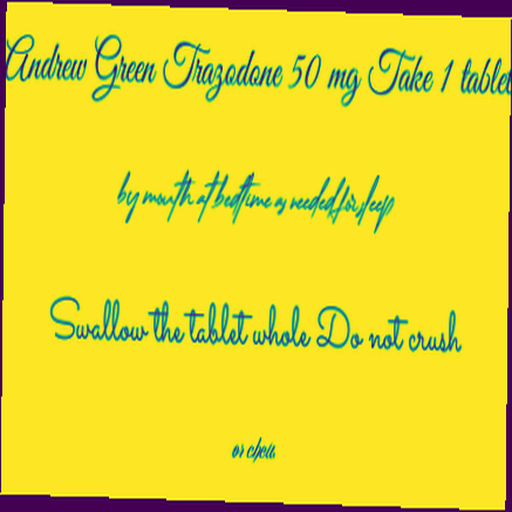 Andrew Green Trazodone 50 mg Take 1 tablet
by mouth at bedtime as needed for sleep
Swallow the tablet whole Do not crush
or chew.